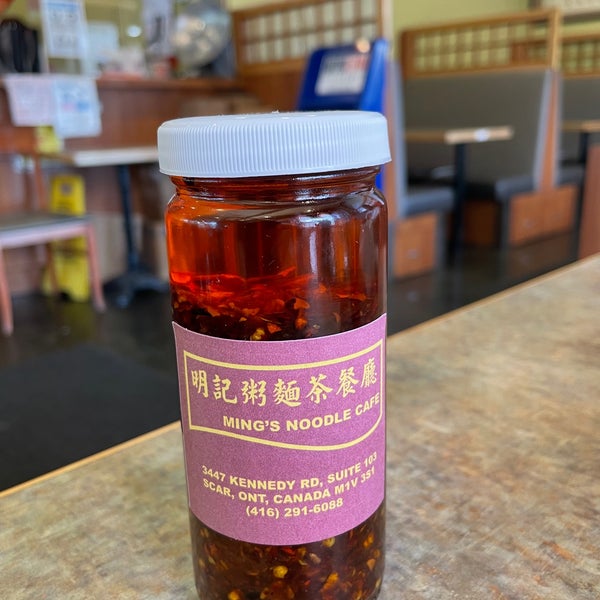 明記粥麵茶餐廳
MING'S NOODLE CAFE
3447 KENNEDY RD, SUITE 103
SCAR, ONT, CANADA M1V 3S1
(416) 291-6088